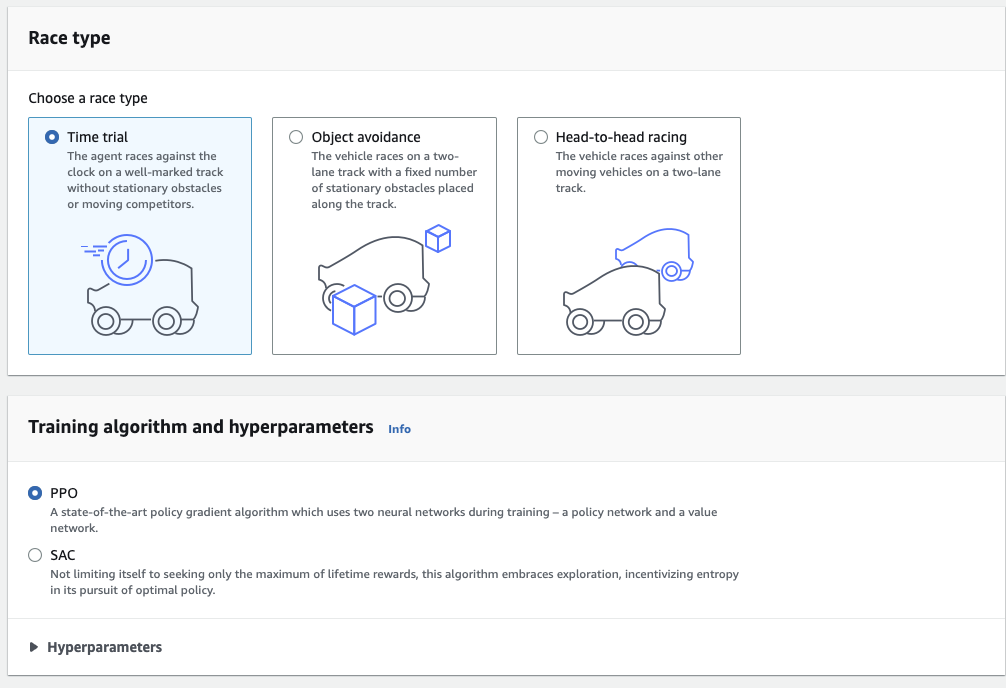 Race type
Choose a race type
Time trial
The agent races against the
clock on a well-marked track
without stationary obstacles
or moving competitors.
Object avoidance
The vehicle races on a two-
lane track with a fixed number
of stationary obstacles placed
along the track.
Head-to-head racing
The vehicle races against other
moving vehicles on a two-lane
track.
Training algorithm and hyperparameters Info
PPO
A state-of-the-art policy gradient algorithm which uses two neural networks during training – a policy network and a value
network.
SAC
Not limiting itself to seeking only the maximum of lifetime rewards, this algorithm embraces exploration, incentivizing entropy
in its pursuit of optimal policy.
Hyperparameters